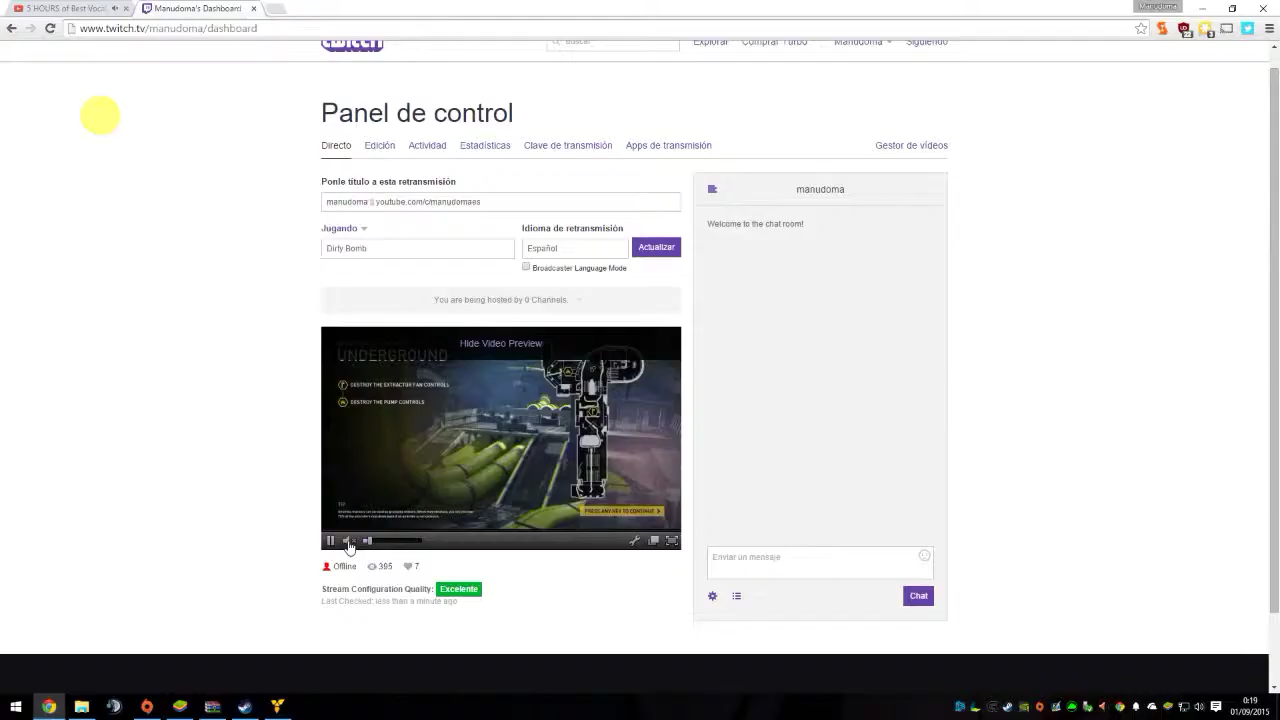 5 HOURS of Best Vocal
Manudoma's Dashboard
Manudoma
www.twitch.tv/manudoma/dashboard
twitch
Buscar
Explorar
Comprar Turbo
Manudoma
Siguiendo
Panel de control
Directo
Edición
Actividad
Estadísticas
Clave de transmisión
Apps de transmisión
Gestor de vídeos
Ponle título a esta retransmisión
manudoma || youtube.com/c/manudomaes
Jugando
Idioma de retransmisión
Dirty Bomb
Español
Actualizar
Broadcaster Language Mode
You are being hosted by 0 Channels.
manudoma
Welcome to the chat room!
Hide Video Preview
UNDERGROUND
DESTROY THE EXTRACTOR FAN CONTROLS
DESTROY THE PUMP CONTROLS
TIP
PRESS ANY KEY TO CONTINUE
Offline
395
7
Stream Configuration Quality: Excelente
Last Checked: less than a minute ago
Enviar un mensaje
Chat
0:19
01/09/2015